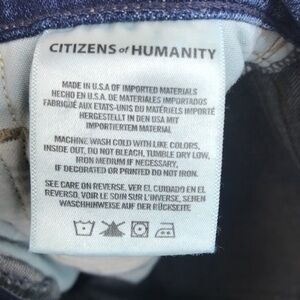 CITIZENS of HUMANITY
MADE IN U.S.A OF IMPORTED MATERIALS
HECHO EN U.S.A. DE MATERIALES IMPORTADOS
FABRIQUÉ AUX ETATS-UNIS DU MATÉRIELS IMPORTÉ
HERGESTELLT IN DEN USA MIT
IMPORTIERTEM MATERIAL
MACHINE WASH COLD WITH LIKE COLORS,
INSIDE OUT, DO NOT BLEACH, TUMBLE DRY LOW,
IRON MEDIUM IF NECESSARY,
IF DECORATED OR PRINTED DO NOT IRON.
SEE CARE ON REVERSE. VER EL CUIDADO EN EL
REVERSO. VOIR LE SOIN SUR L'INVERSE, SEHEN
WASCHHINWEISE AUF DER RÜCKSEITE